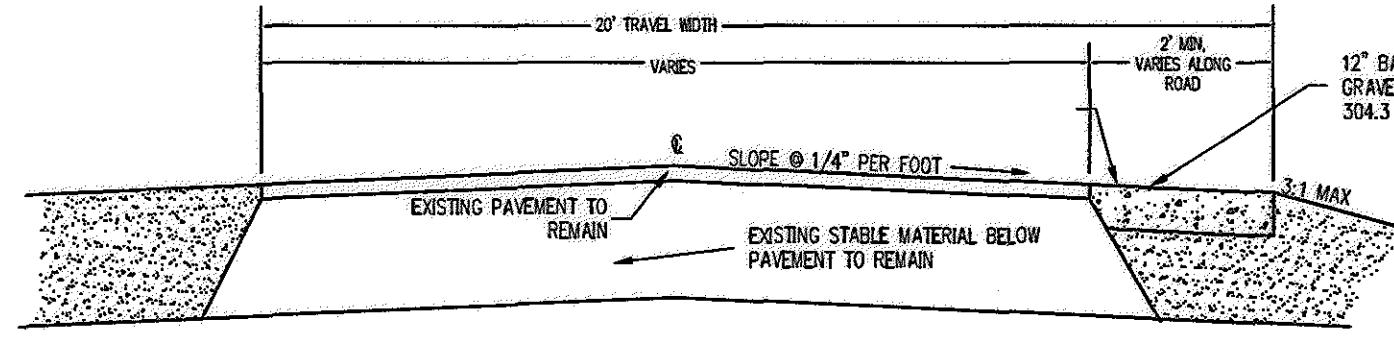 20' TRAVEL WIDTH
VARIES
2' MIN.
VARIES ALONG
ROAD
12" BA
GRAVE
304.3
℄
SLOPE @ 1/4" PER FOOT
3:1 MAX
EXISTING PAVEMENT TO
REMAIN
EXISTING STABLE MATERIAL BELOW
PAVEMENT TO REMAIN